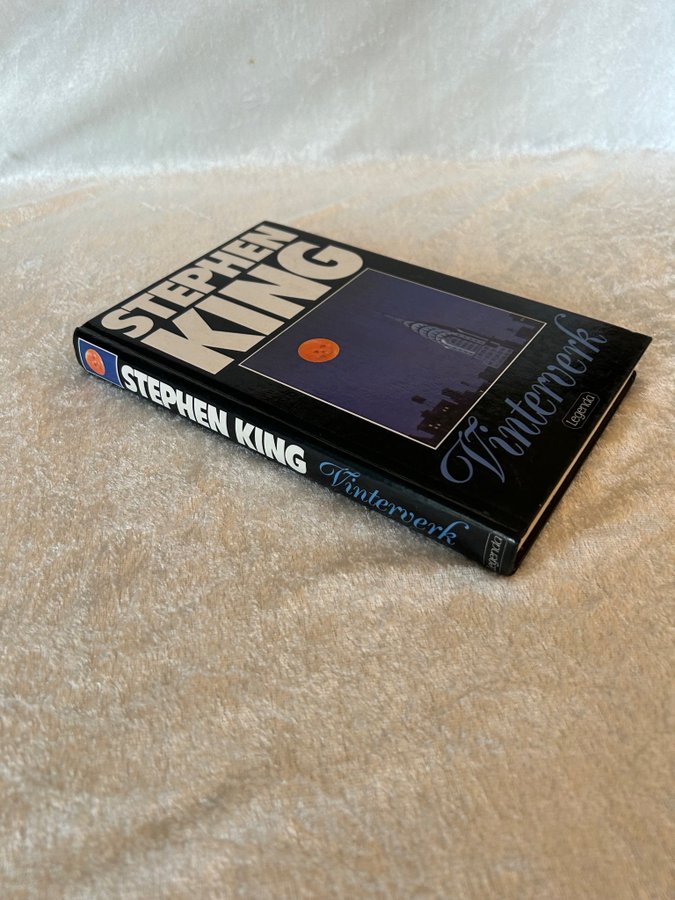 STEPHEN
KING
Vinterverk
Legenda
STEPHEN KING
Vinterverk
Legenda